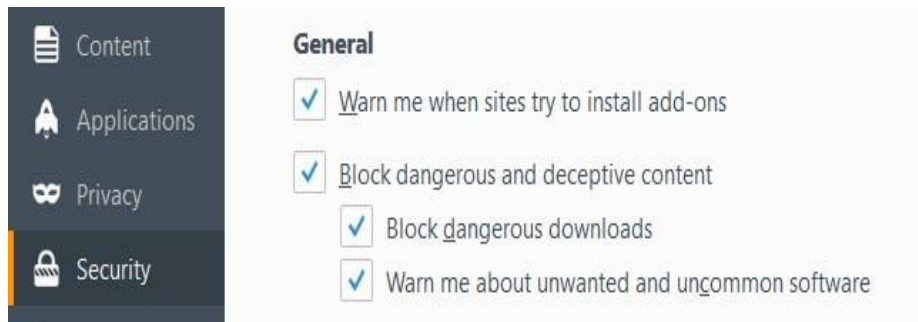 Content
Applications
Privacy
Security
General
Warn me when sites try to install add-ons
Block dangerous and deceptive content
Block dangerous downloads
Warn me about unwanted and uncommon software